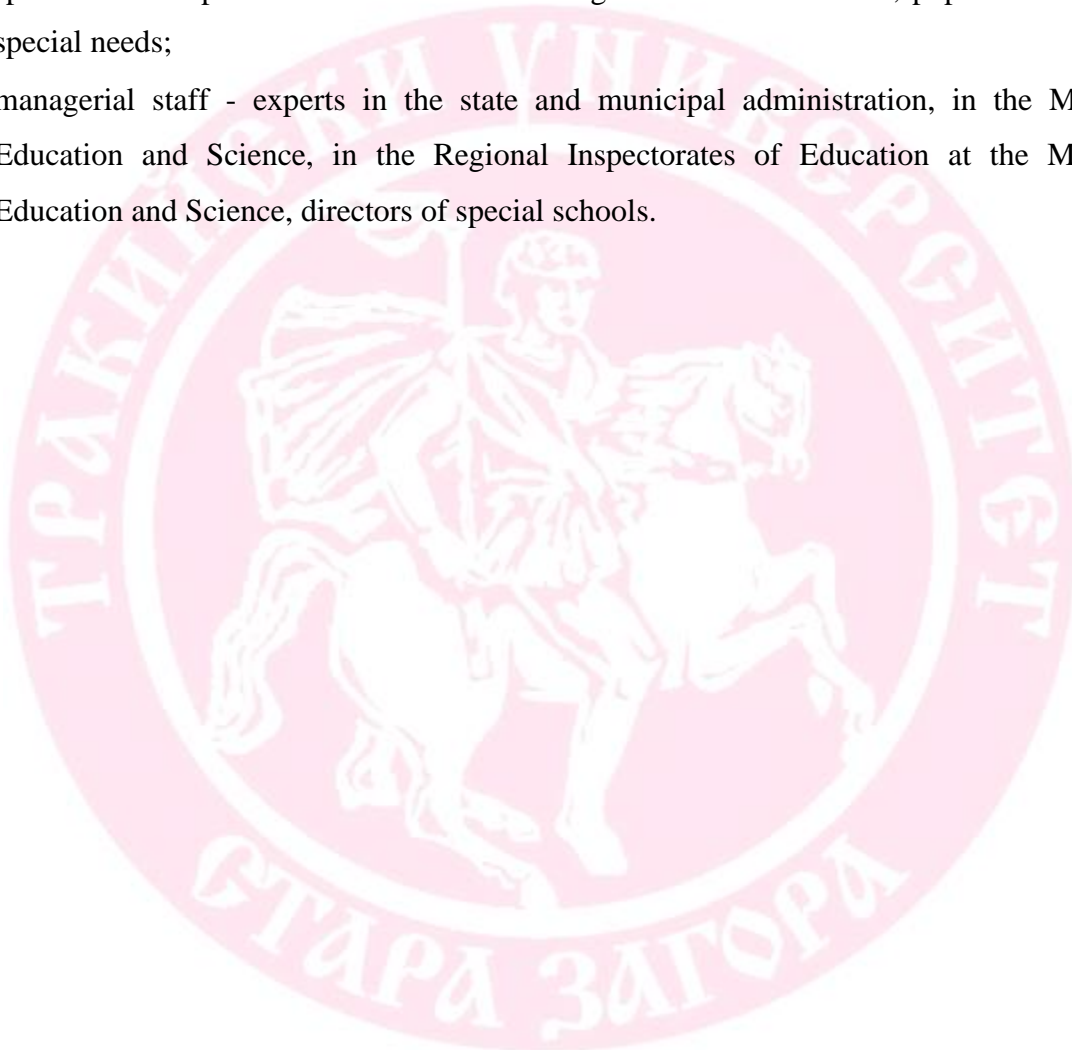 special needs;
managerial staff - experts in the state and municipal administration, in the M
Education and Science, in the Regional Inspectorates of Education at the M
Education and Science, directors of special schools.
ТРАКИЙСКИ УНИВЕРСИТЕТ
СТАРА ЗАГОРА